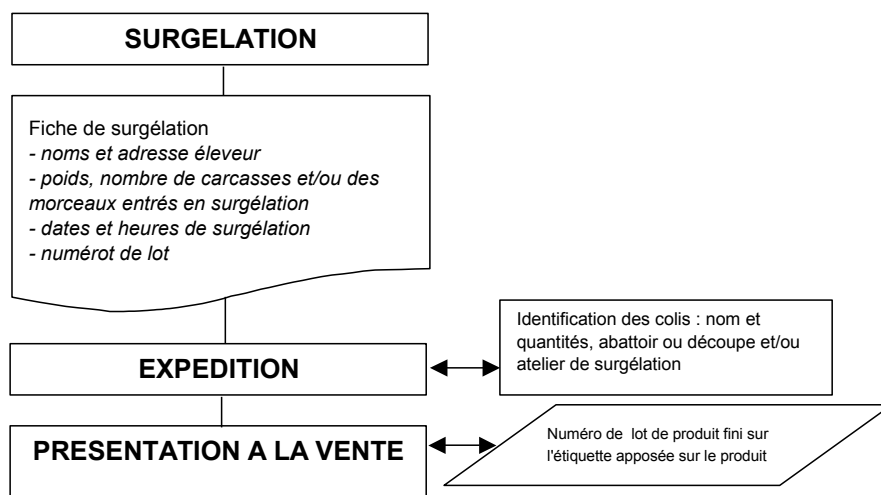 SURGELATION
Fiche de surgélation
- noms et adresse éleveur
- poids, nombre de carcasses et/ou des
morceaux entrés en surgélation
- dates et heures de surgélation
- numérot de lot
EXPEDITION
Identification des colis : nom et
quantités, abattoir ou découpe et/ou
atelier de surgélation
PRESENTATION A LA VENTE
Numéro de lot de produit fini sur
l'étiquette apposée sur le produit